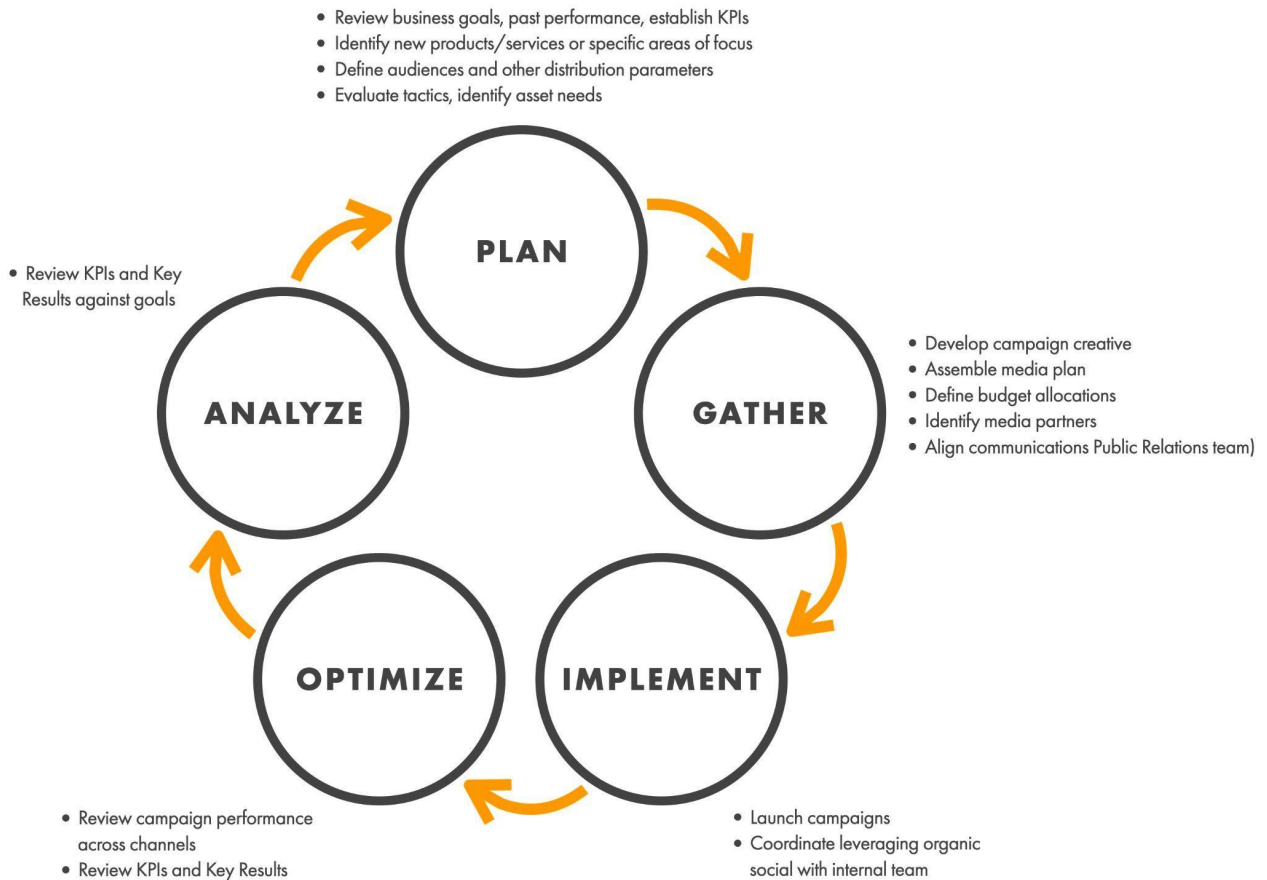 • Review business goals, past performance, establish KPIs
• Identify new products/services or specific areas of focus
• Define audiences and other distribution parameters
• Evaluate tactics, identify asset needs
PLAN
• Review KPIs and Key
Results against goals
ANALYZE
GATHER
• Develop campaign creative
• Assemble media plan
• Define budget allocations
• Identify media partners
• Align communications Public Relations team)
OPTIMIZE
IMPLEMENT
• Review campaign performance
across channels
• Review KPIs and Key Results
• Launch campaigns
• Coordinate leveraging organic
social with internal team